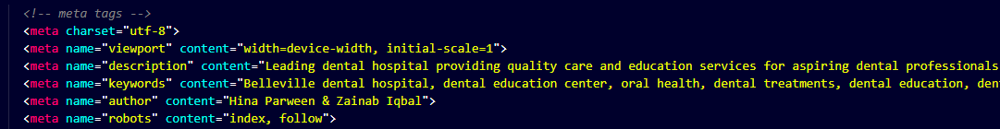 <!-- meta tags -->
<meta charset="utf-8">
<meta name="viewport" content="width=device-width, initial-scale=1">
<meta name="description" content="Leading dental hospital providing quality care and education services for aspiring dental professionals
<meta name="keywords" content="Belleville dental hospital, dental education center, oral health, dental treatments, dental education,
<meta name="author" content="Hina Parween & Zainab Iqbal">
<meta name="robots" content="index, follow">